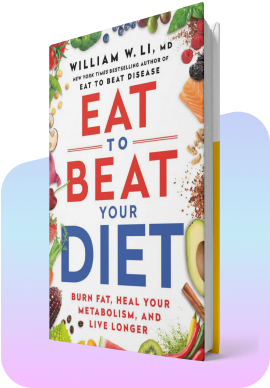 WILLIAM W. LI, MD
NEW YORK TIMES BESTSELLING AUTHOR OF
EAT TO BEAT DISEASE
EAT
TO
BEAT
YOUR
DIET
BURN FAT, HEAL YOUR
METABOLISM, AND
LIVE LONGER